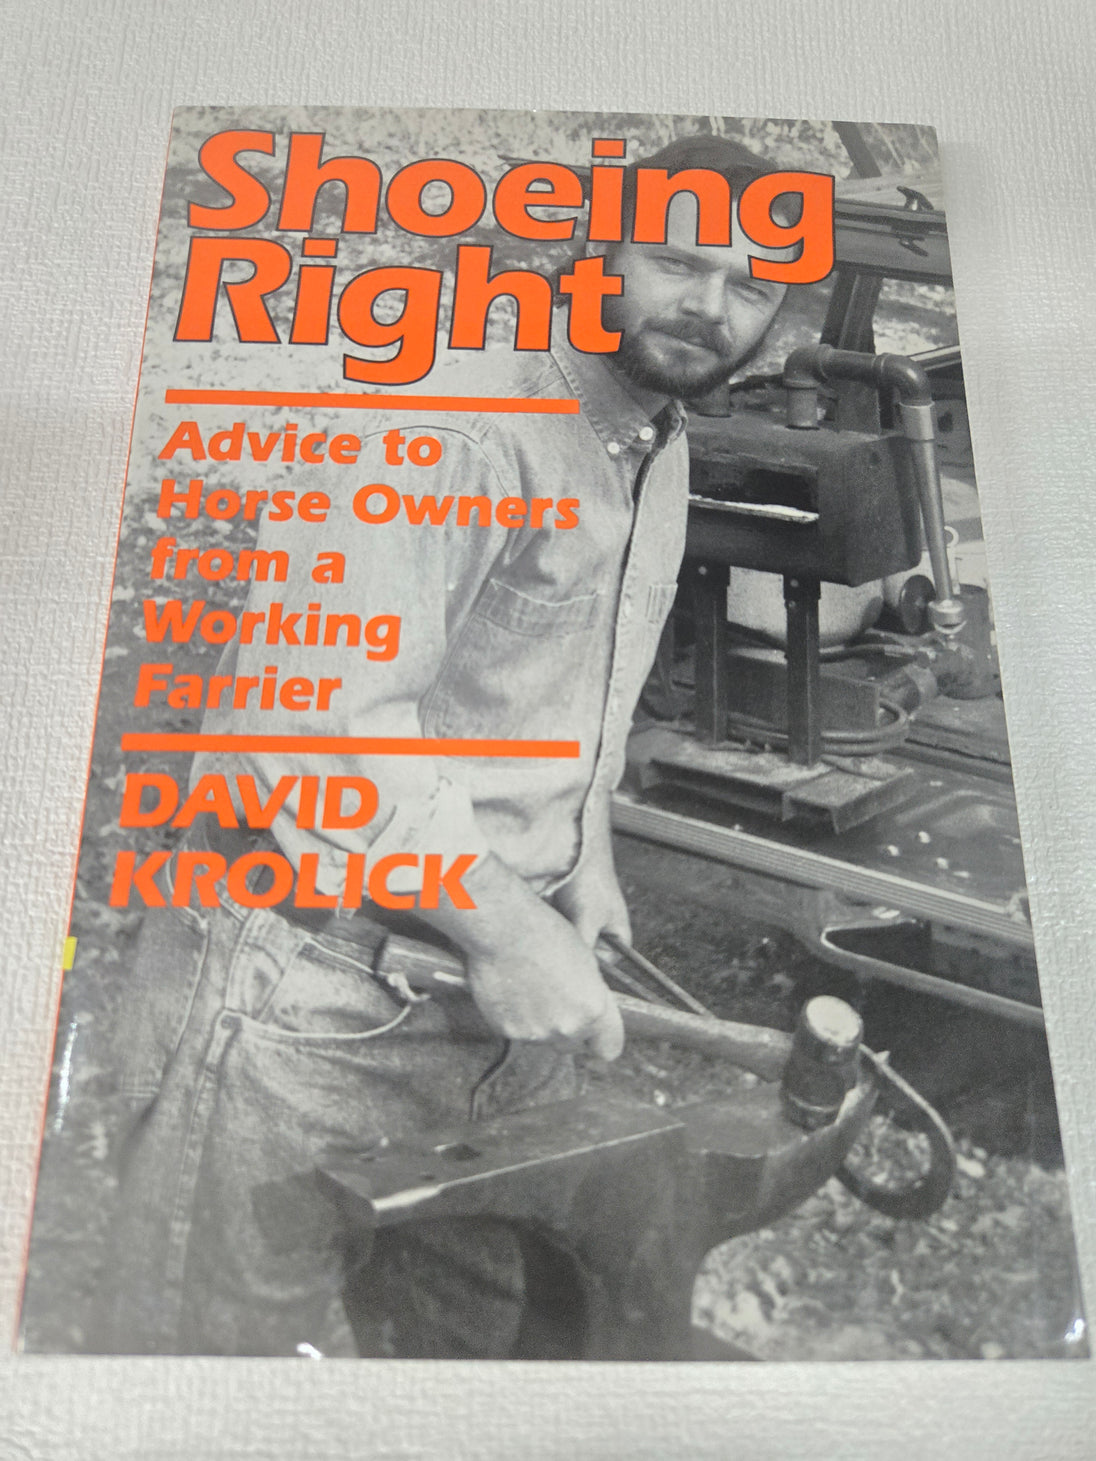 Shoeing
Right
Advice to
Horse Owners
from a
Working
Farrier
DAVID
KROLICK